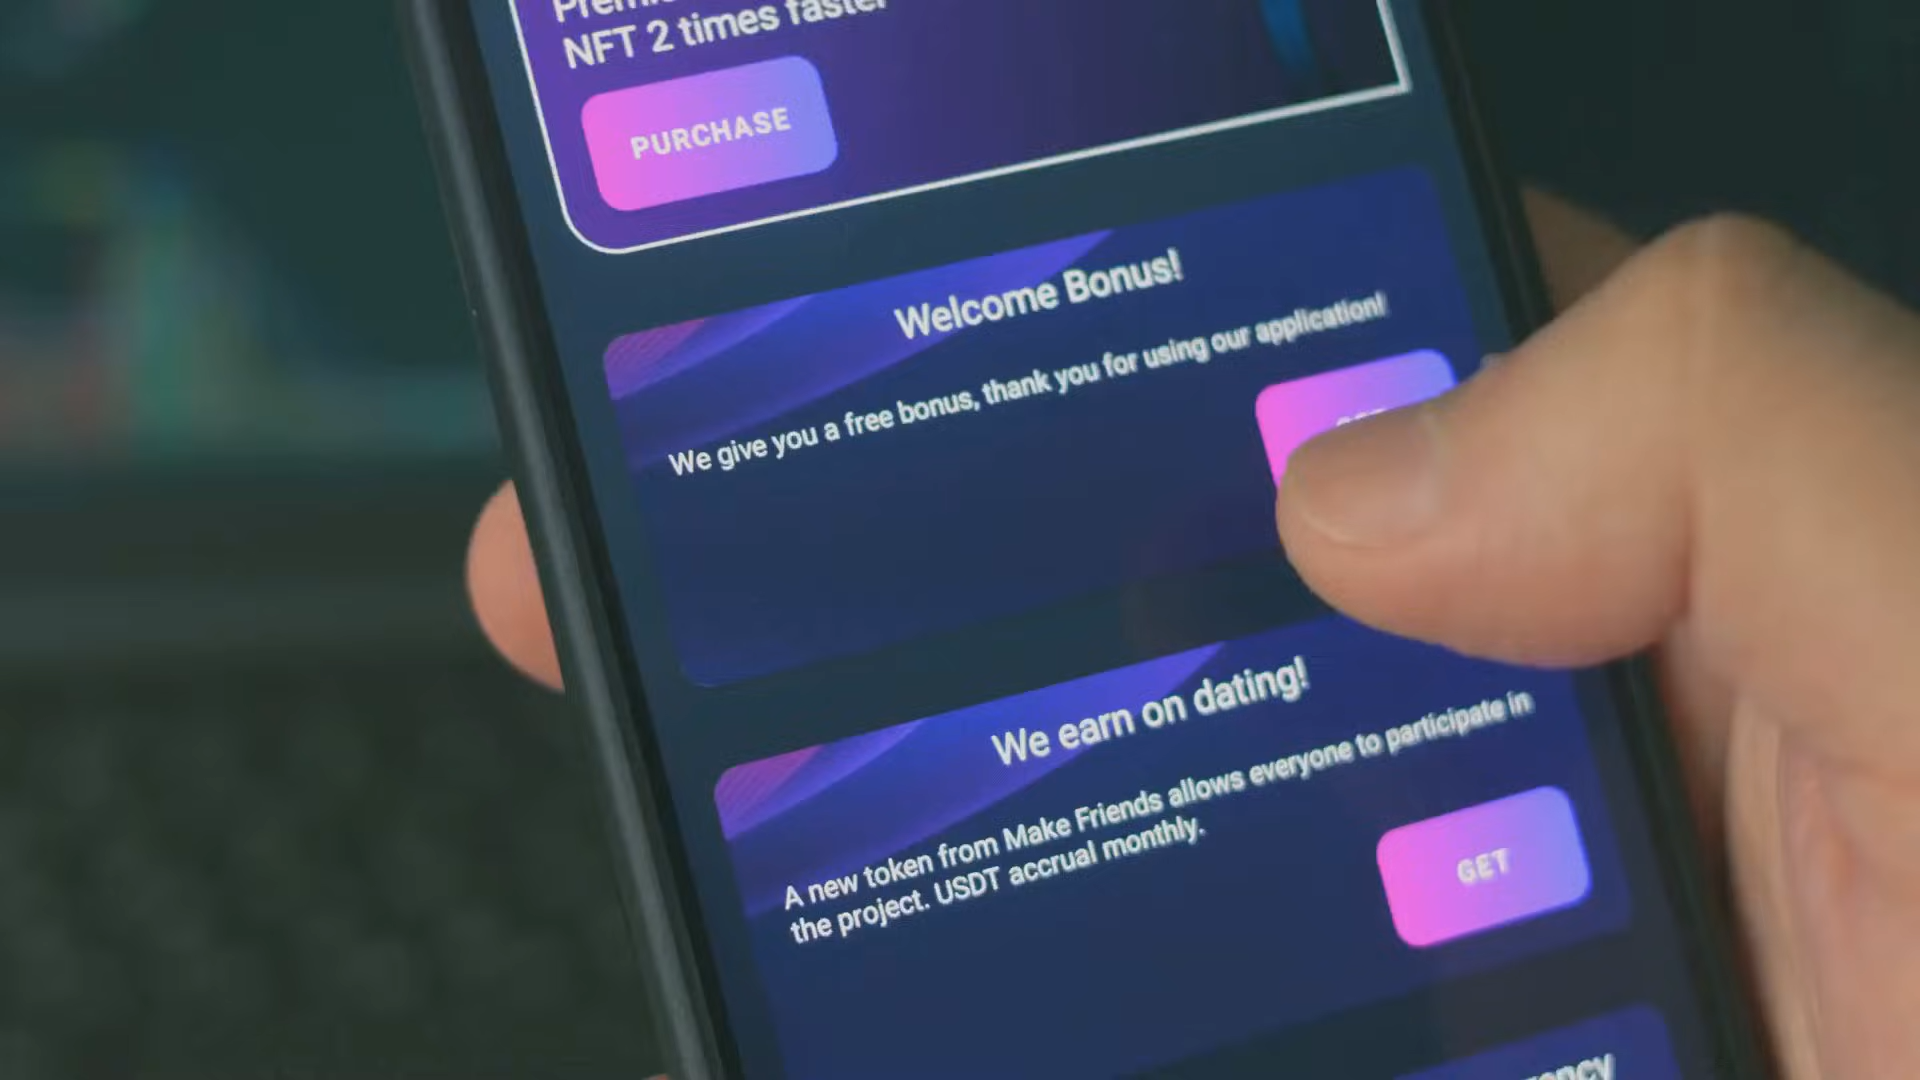 NFT 2 times faster
PURCHASE
Welcome Bonus!
We give you a free bonus, thank you for using our application!
We earn on dating!
A new token from Make Friends allows everyone to participate in
the project. USDT accrual monthly.
GET